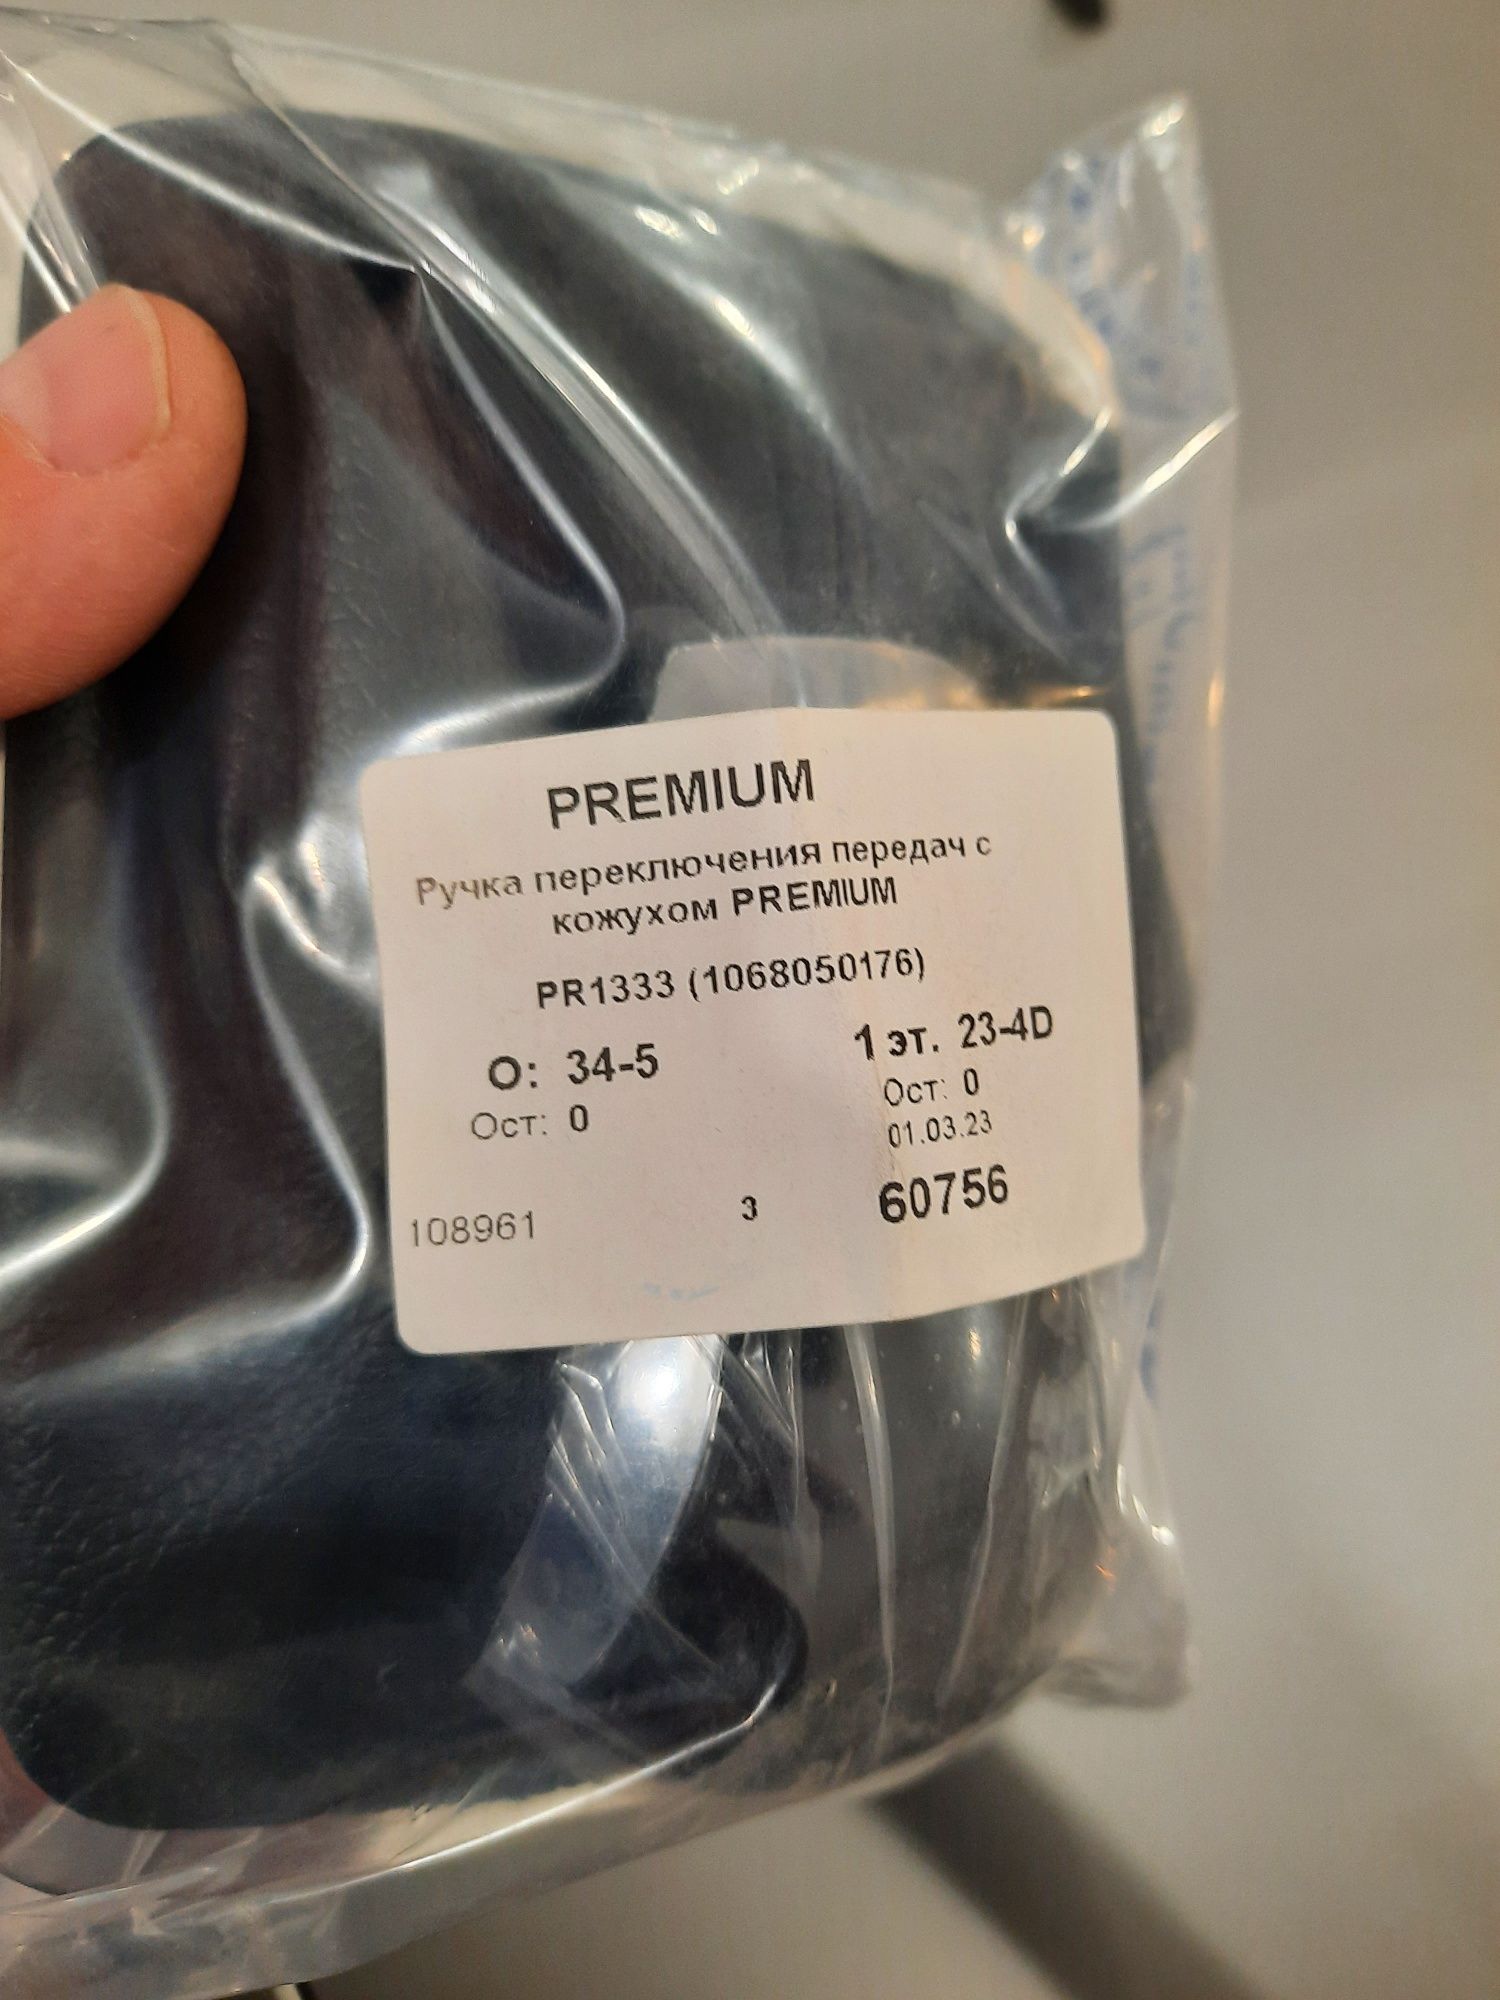 PREMIUM
Ручка переключения передач с
кожухом PREMIUM
PR1333 (1068050176)
О: 34-5 1 эт. 23-4D
Ост: 0 Ост: 0
01.03.23
108961 3 60756